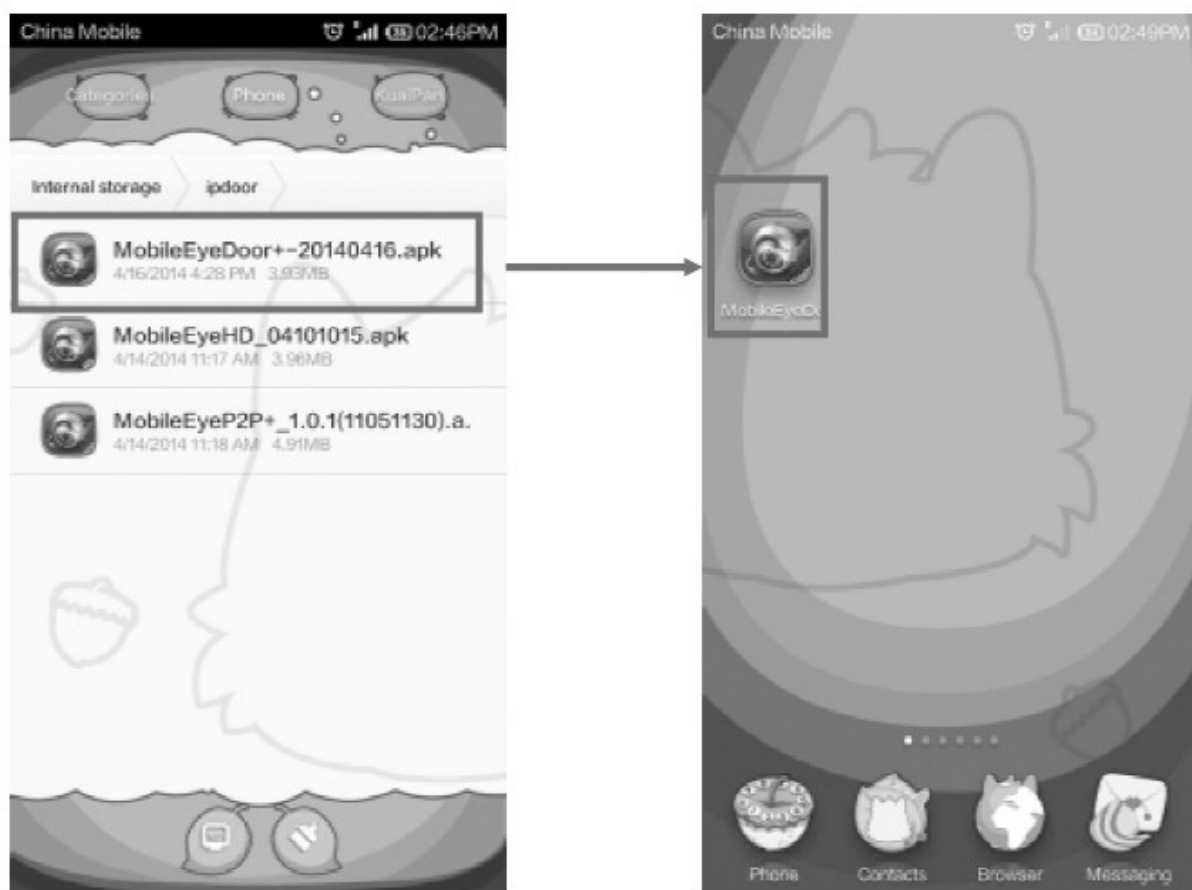 China Mobile 38 02:46PM
Categories Phone KuaiPan
Internal storage ipdoor
MobileEyeDoor+-20140416.apk
4/16/2014 4:28 PM 3.93MB
MobileEyeHD_04101015.apk
4/14/2014 11:17 AM 3.96MB
MobileEyeP2P+_1.0.1(11051130).a.
4/14/2014 11:18 AM 4.91MB
China Mobile 02:49PM
MobileEyeDo
Phone Contacts Browser Messaging